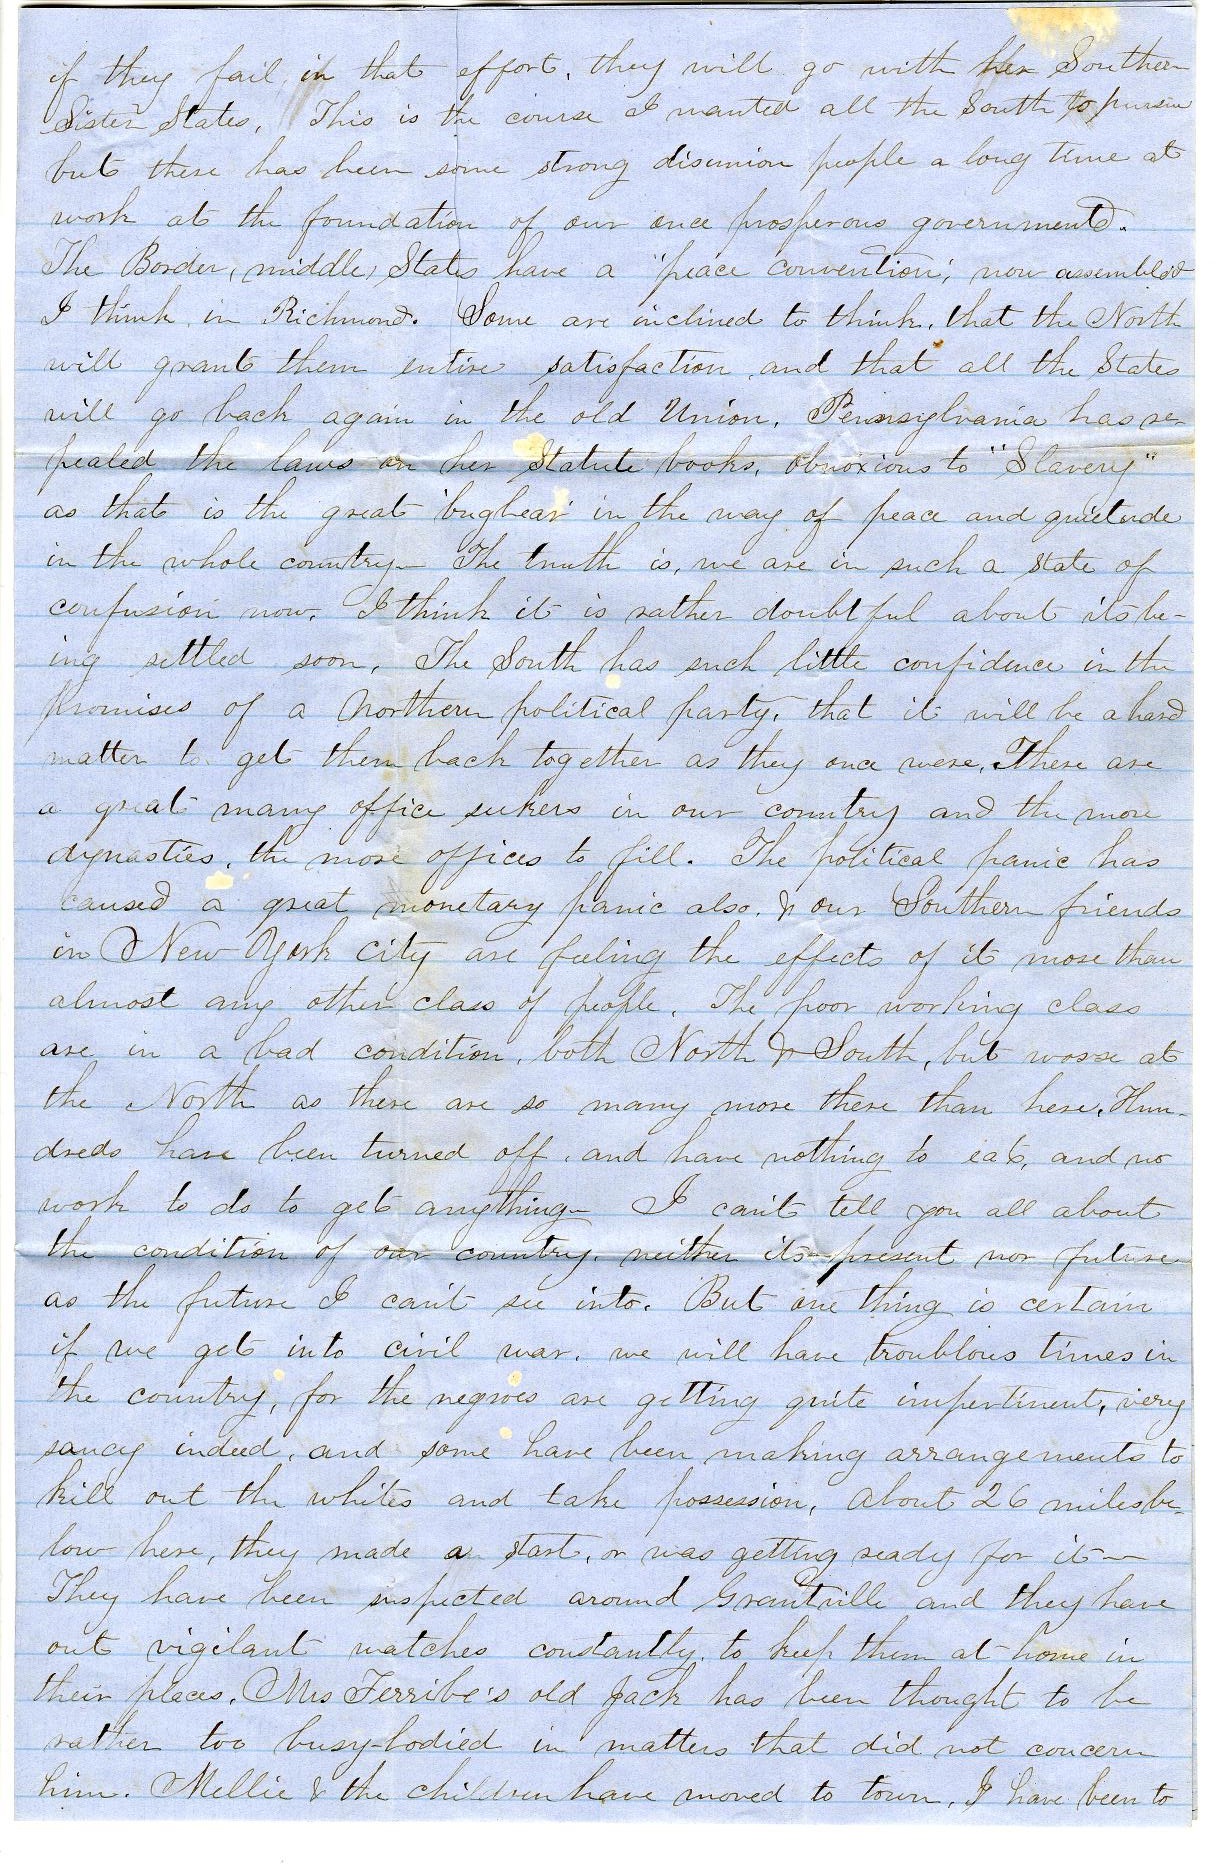 if they fail in that effort, they will go with her Southern
Sister States. This is the course I wanted all the South to pursue
but there has been some strong disunion people a long time at
work at the foundation of our once prosperous government.
The Border, middle, States have a "peace convention," now assembled
I think in Richmond. Some are inclined to think, that the North
will grant them entire satisfaction and that all the States
will go back again in the old Union. Pennsylvania has re-
pealed the laws on her Statute books, obnoxious to "Slavery"
as that is the great 'bugbear' in the way of peace and quietude
in the whole country— The truth is, we are in such a state of
confusion now. I think it is rather doubtful about its be-
ing settled soon. The South has such little confidence in the
promises of a Northern political party, that it will be a hard
matter to get them back together as they once were. There are
a great many office seekers in our country and the more
dynasties, the more offices to fill. The political panic has
caused a great monetary panic also. & our Southern friends
in New York city are feeling the effects of it more than
almost any other class of people. The poor working class
are in a bad condition, both North & South, but worse at
the North as there are so many more there than here. Hun-
dreds have been turned off, and have nothing to eat, and no
work to do to get anything— I can't tell you all about
the condition of our country, neither its present nor future
as the future I can't see into. But one thing is certain
if we get into civil war, we will have troublous times in
the country, for the negroes are getting quite impertinent, very
saucy indeed, and some have been making arrangements to
kill out the whites and take possession. About 26 miles be-
low here, they made a start, or was getting ready for it—
They have been suspected around Grantville and they have
out vigilant watches constantly to keep them at home in
their places. Mrs Terribe's old Jack has been thought to be
rather too busy-bodied in matters that did not concern
him. Mellie & the children have moved to town. I have been to